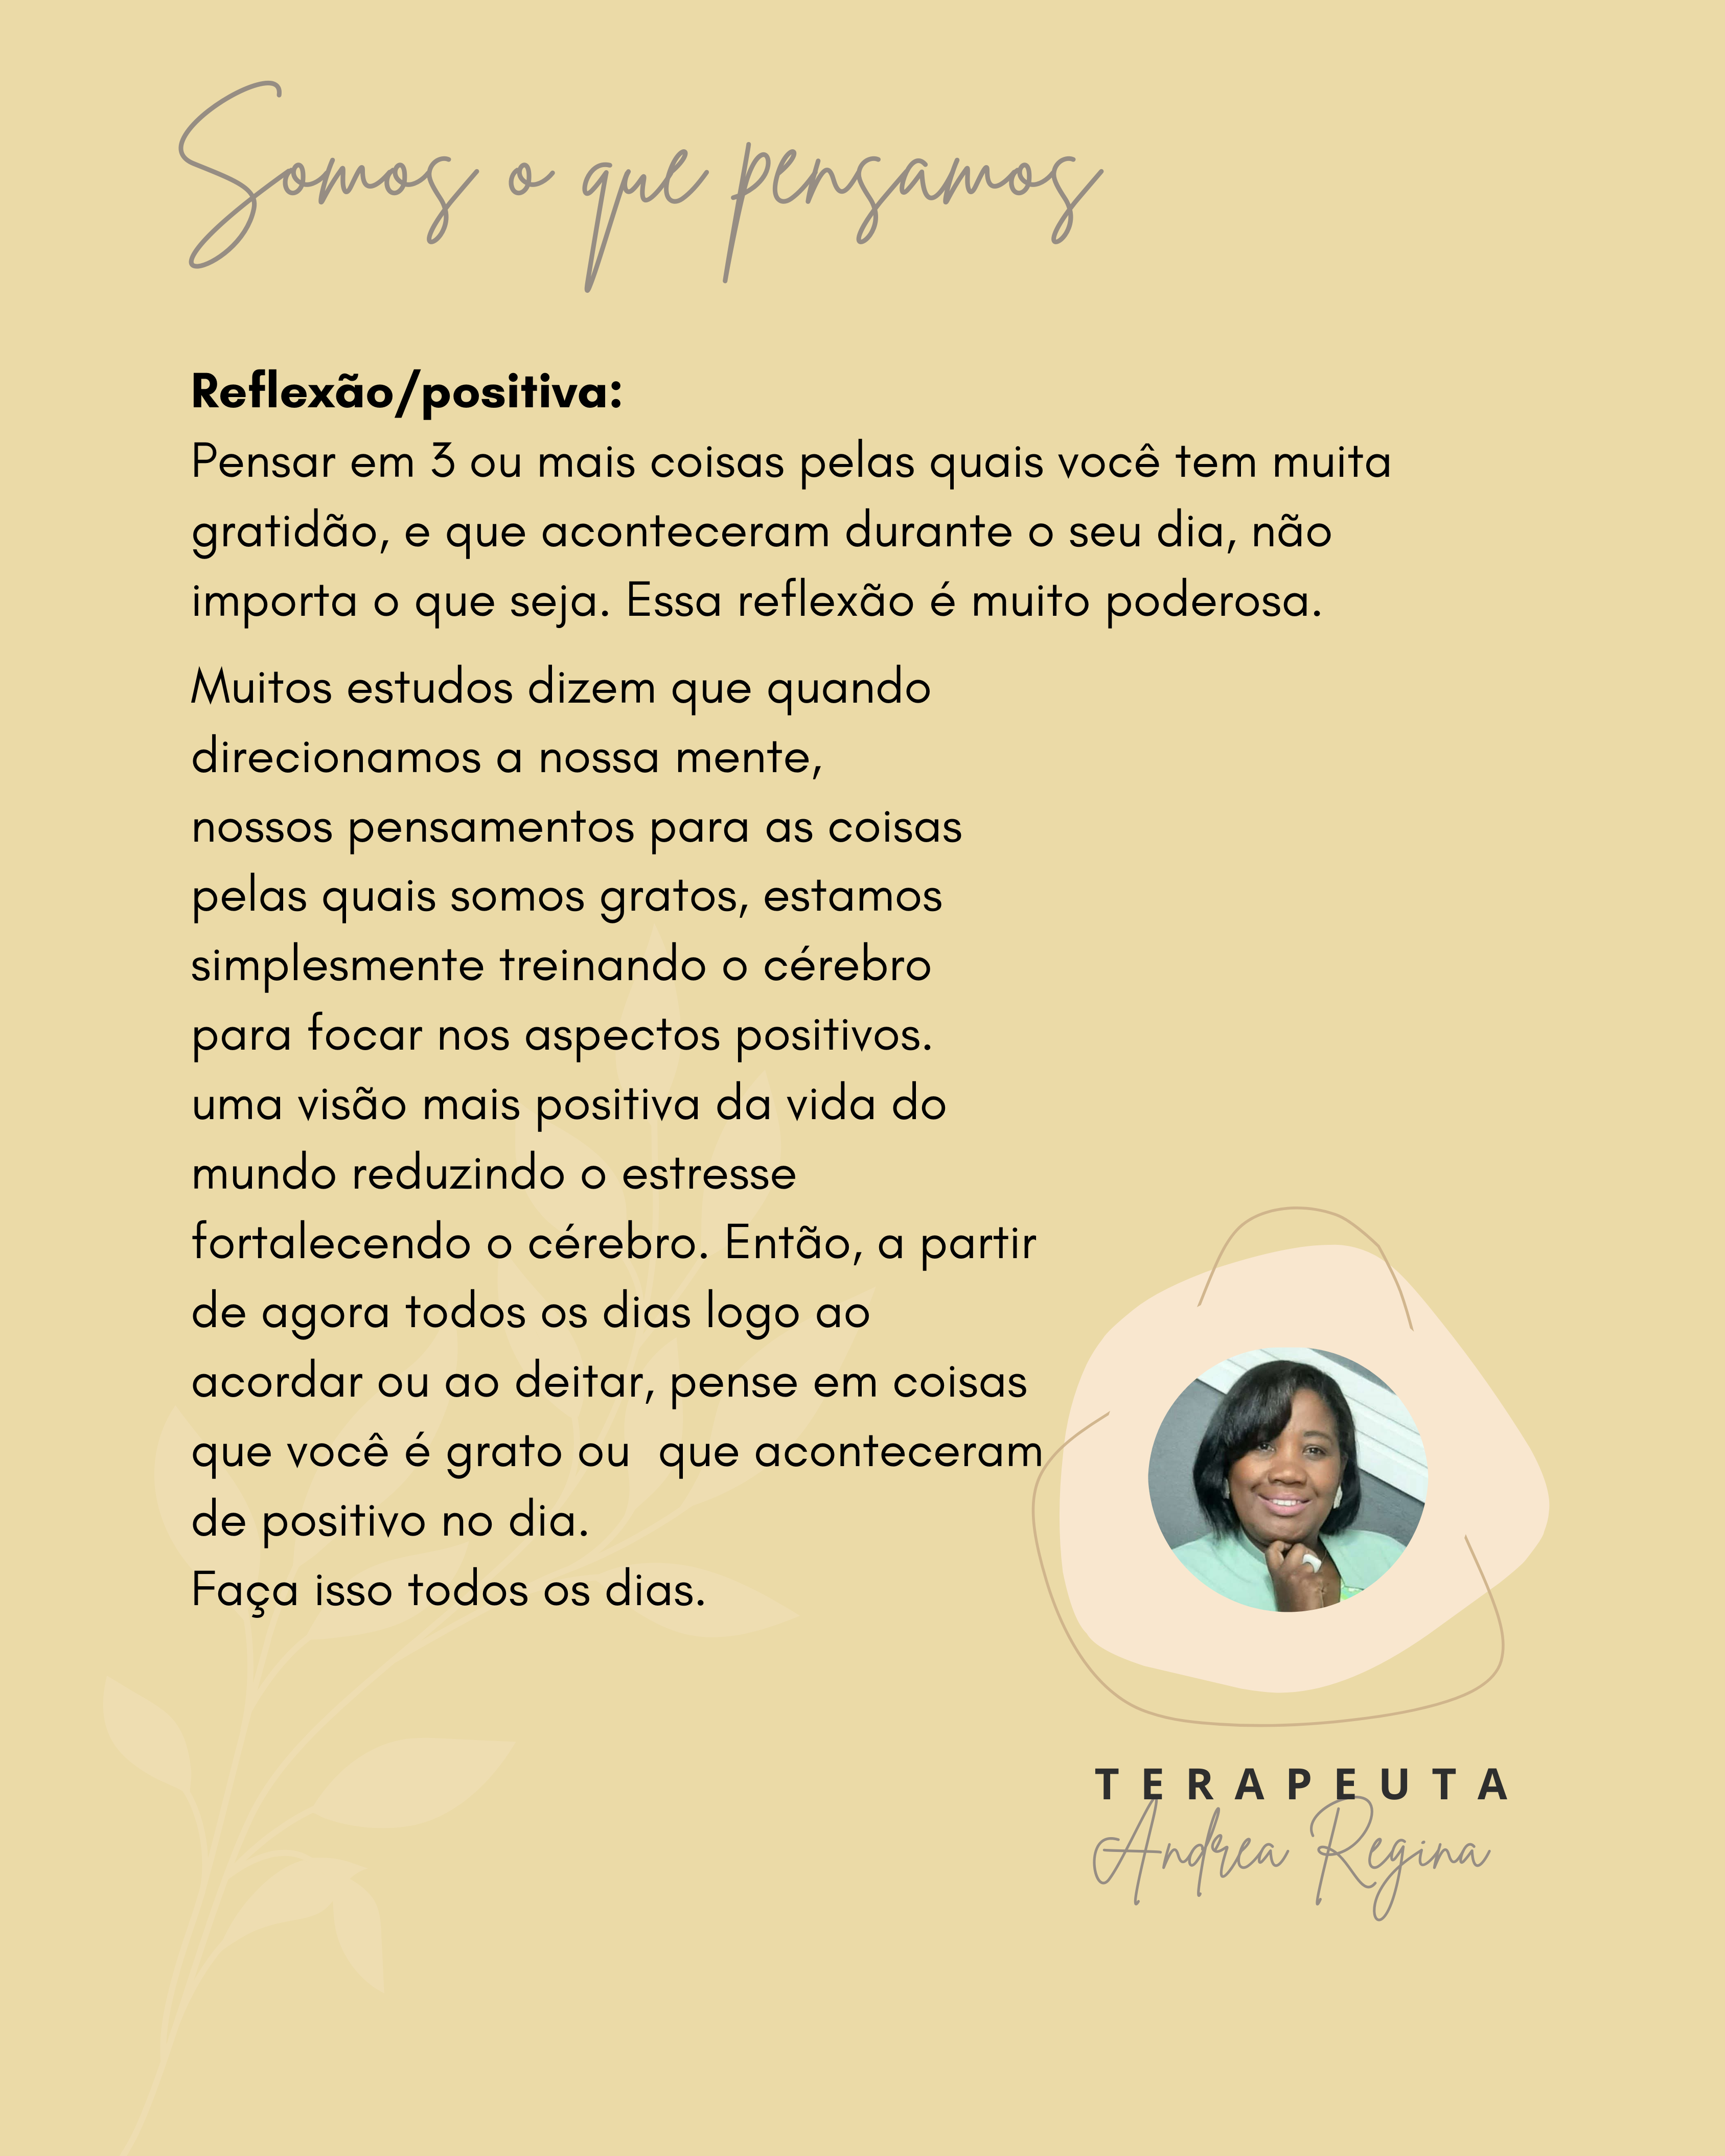 Somos o que pensamos
Reflexão/positiva:
Pensar em 3 ou mais coisas pelas quais você tem muita
gratidão, e que aconteceram durante o seu dia, não
importa o que seja. Essa reflexão é muito poderosa.
Muitos estudos dizem que quando
direcionamos a nossa mente,
nossos pensamentos para as coisas
pelas quais somos gratos, estamos
simplesmente treinando o cérebro
para focar nos aspectos positivos.
uma visão mais positiva da vida do
mundo reduzindo o estresse
fortalecendo o cérebro. Então, a partir
de agora todos os dias logo ao
acordar ou ao deitar, pense em coisas
que você é grato ou  que aconteceram
de positivo no dia.
Faça isso todos os dias.
TERAPEUTA
Andrea Regina